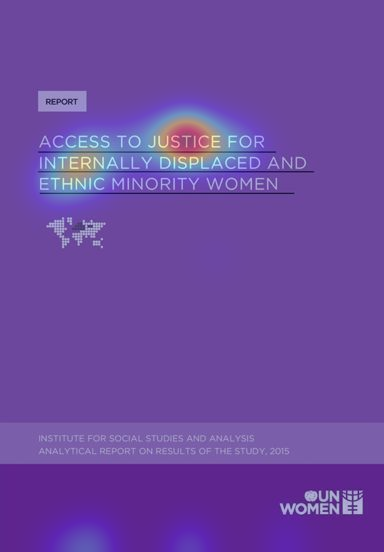 REPORT
ACCESS TO JUSTICE FOR
INTERNALLY DISPLACED AND
ETHNIC MINORITY WOMEN
INSTITUTE FOR SOCIAL STUDIES AND ANALYSIS
ANALYTICAL REPORT ON RESULTS OF THE STUDY, 2015
UN
WOMEN